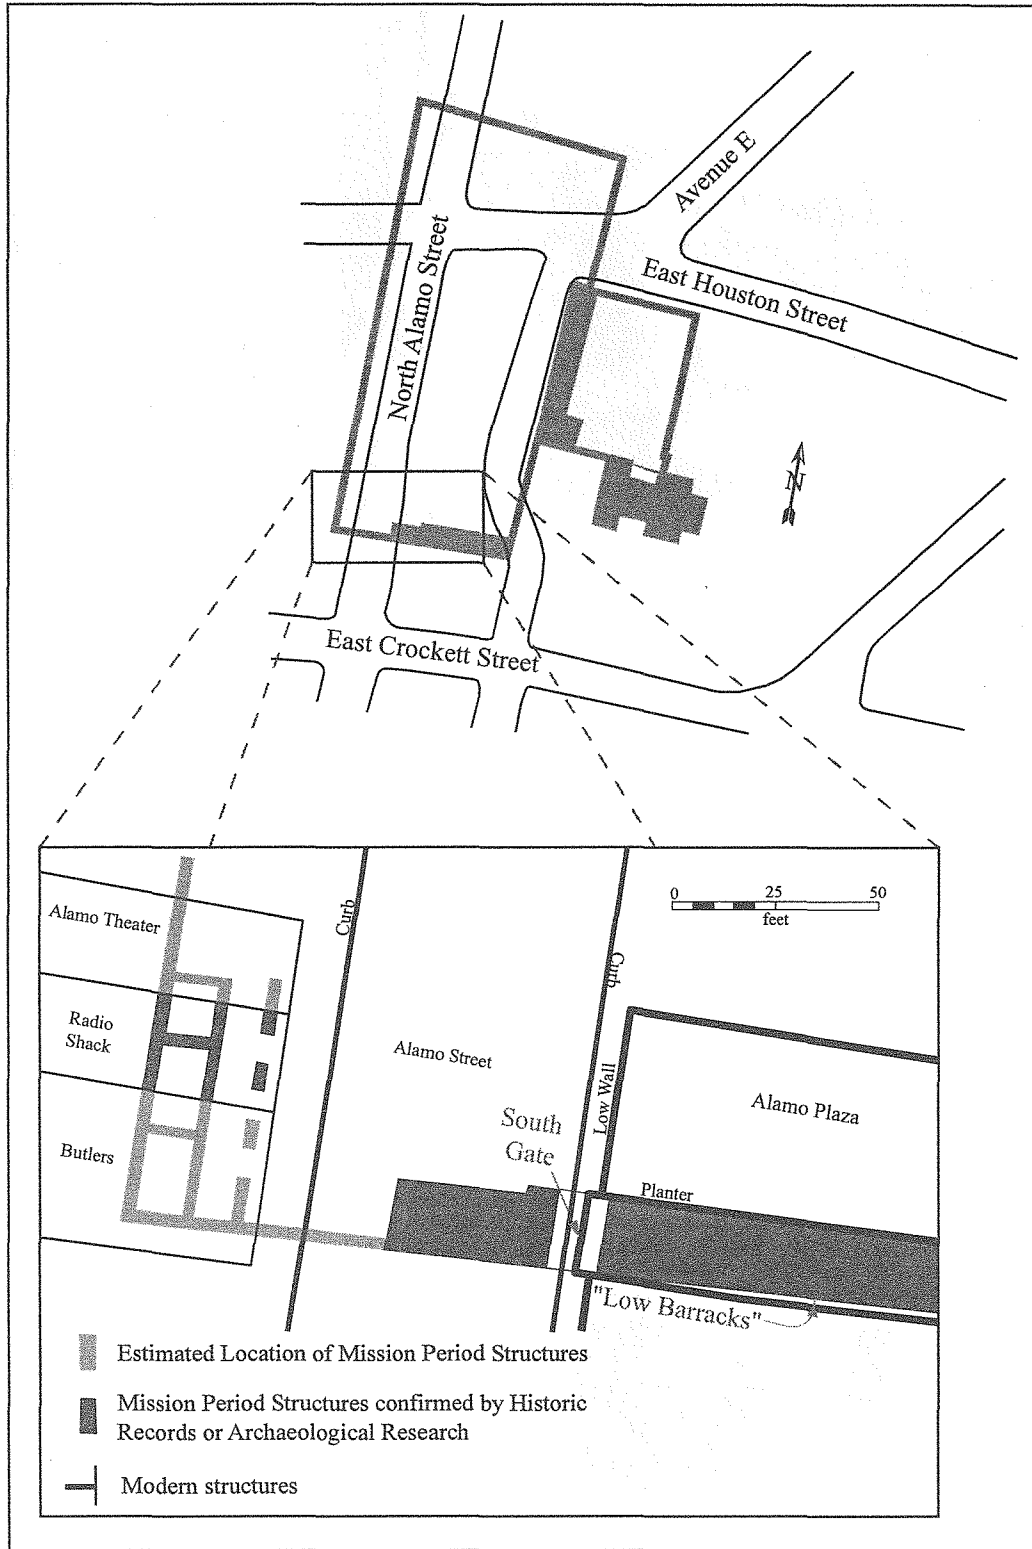 Avenue E
North Alamo Street
East Houston Street
N
East Crockett Street
0 25 50
feet
Alamo Theater
Curb
Curb
Radio
Shack
Alamo Street
Low Wall
Alamo Plaza
South
Gate
Butlers
Planter
"Low Barracks"
Estimated Location of Mission Period Structures
Mission Period Structures confirmed by Historic
Records or Archaeological Research
Modern structures